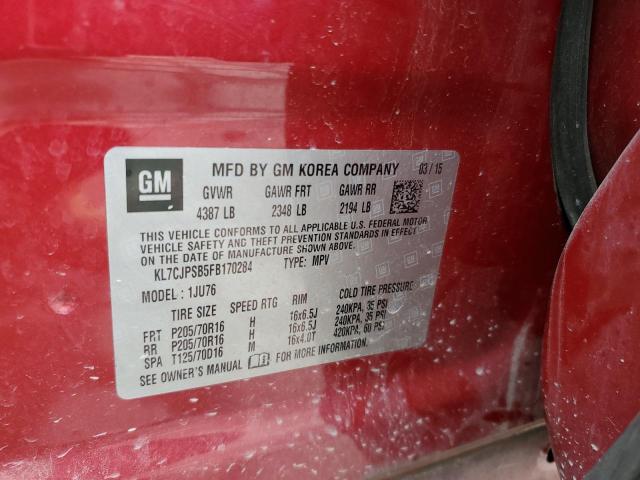 GM MFD BY GM KOREA COMPANY 03/15
GVWR GAWR FRT GAWR RR
4387 LB 2348 LB 2194 LB
THIS VEHICLE CONFORMS TO ALL APPLICABLE U.S. FEDERAL MOTOR
VEHICLE SAFETY AND THEFT PREVENTION STANDARDS IN EFFECT
ON THE DATE OF MANUFACTURE SHOWN ABOVE.
KL7CJPSB5FB170284 TYPE: MPV
MODEL: 1JU76
TIRE SIZE SPEED RTG RIM COLD TIRE PRESSURE
FRT P205/70R16 H 16x6.5J 240KPA, 35 PSI
RR P205/70R16 H 16x6.5J 240KPA, 35 PSI
SPA T125/70D16 M 16x4.0T 420KPA, 60 PSI
SEE OWNER'S MANUAL FOR MORE INFORMATION.